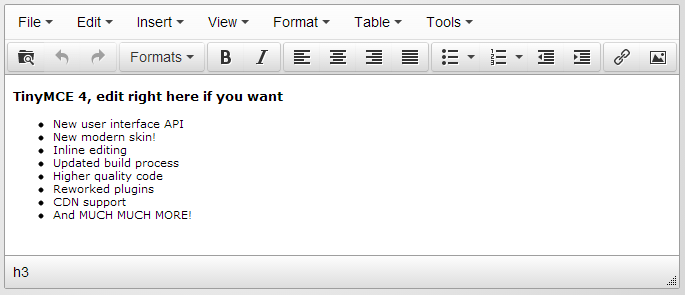 File Edit Insert View Format Table Tools
Formats B I
TinyMCE 4, edit right here if you want
New user interface API
New modern skin!
Inline editing
Updated build process
Higher quality code
Reworked plugins
CDN support
And MUCH MUCH MORE!
h3